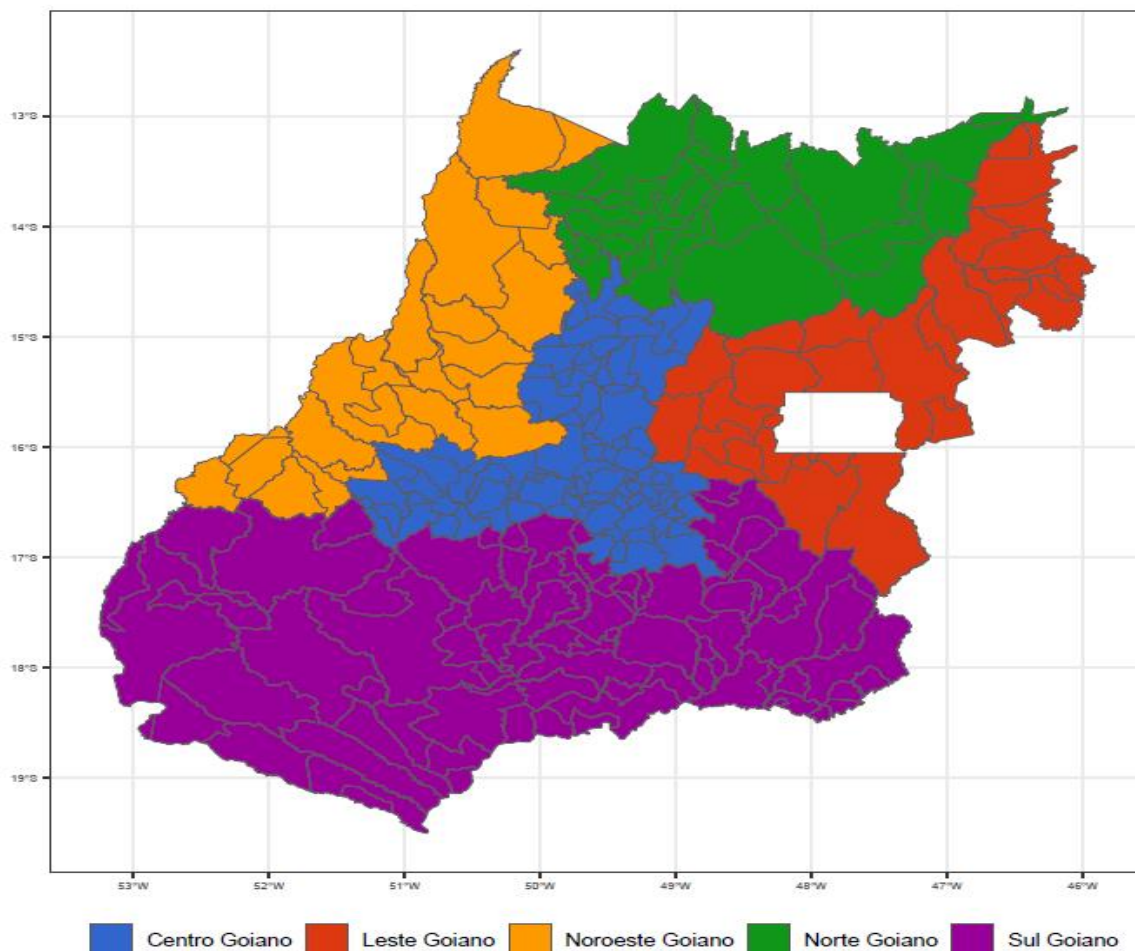 13°S
14°S
15°S
16°S
17°S
18°S
19°S
53°W 52°W 51°W 50°W 49°W 48°W 47°W 46°W
Centro Goiano Leste Goiano Noroeste Goiano Norte Goiano Sul Goiano